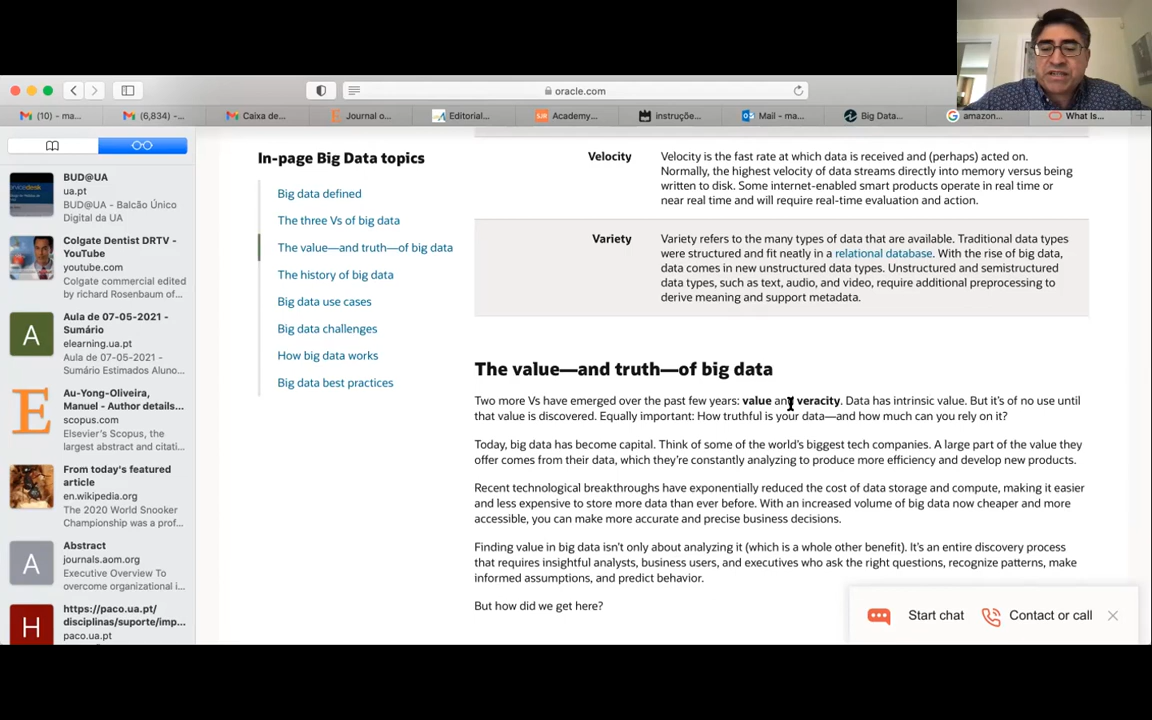 oracle.com
(10) - ma...
(6,834) -...
Caixa de...
Journal o...
Editorial...
Academy...
instruçõe...
Mail - ma...
Big Data...
amazon...
What Is...
BUD@UA
ua.pt
BUD@UA - Balcão Único
Digital da UA
Colgate Dentist DRTV -
YouTube
youtube.com
Colgate commercial edited
by richard Rosenbaum of...
A
Aula de 07-05-2021 -
Sumário
elearning.ua.pt
Aula de 07-05-2021 -
Sumário Estimados Aluno...
Au-Yong-Oliveira,
Manuel - Author details...
scopus.com
Elsevier's Scopus, the
largest abstract and citati...
From today's featured
article
en.wikipedia.org
The 2020 World Snooker
Championship was a prof...
A
Abstract
journals.aom.org
Executive Overview To
overcome organizational i...
H
https://paco.ua.pt/
disciplinas/suporte/imp...
paco.ua.pt
In-page Big Data topics
Big data defined
The three Vs of big data
The value—and truth—of big data
The history of big data
Big data use cases
Big data challenges
How big data works
Big data best practices
Velocity
Velocity is the fast rate at which data is received and (perhaps) acted on.
Normally, the highest velocity of data streams directly into memory versus being
written to disk. Some internet-enabled smart products operate in real time or
near real time and will require real-time evaluation and action.
Variety
Variety refers to the many types of data that are available. Traditional data types
were structured and fit neatly in a relational database. With the rise of big data,
data comes in new unstructured data types. Unstructured and semistructured
data types, such as text, audio, and video, require additional preprocessing to
derive meaning and support metadata.
The value—and truth—of big data
Two more Vs have emerged over the past few years: value and veracity. Data has intrinsic value. But it's of no use until
that value is discovered. Equally important: How truthful is your data—and how much can you rely on it?
Today, big data has become capital. Think of some of the world's biggest tech companies. A large part of the value they
offer comes from their data, which they're constantly analyzing to produce more efficiency and develop new products.
Recent technological breakthroughs have exponentially reduced the cost of data storage and compute, making it easier
and less expensive to store more data than ever before. With an increased volume of big data now cheaper and more
accessible, you can make more accurate and precise business decisions.
Finding value in big data isn't only about analyzing it (which is a whole other benefit). It's an entire discovery process
that requires insightful analysts, business users, and executives who ask the right questions, recognize patterns, make
informed assumptions, and predict behavior.
But how did we get here?
Start chat
Contact or call